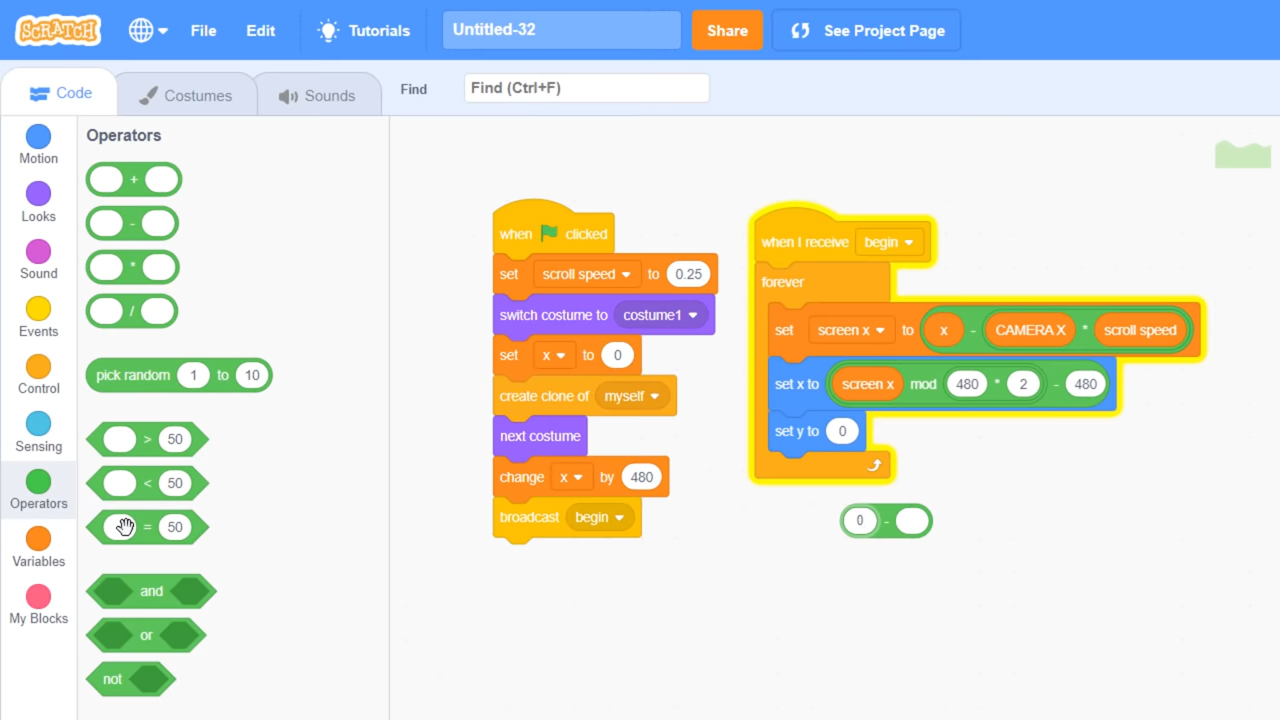 SCRATCH File Edit Tutorials Untitled-32 Share See Project Page
Code Costumes Sounds Find Find (Ctrl+F)
Motion
Looks
Sound
Events
Control
Sensing
Operators
Variables
My Blocks
Operators
+
-
*
/
pick random 1 to 10
> 50
< 50
= 50
and
or
not
when clicked
set scroll speed to 0.25
switch costume to costume1
set x to 0
create clone of myself
next costume
change x by 480
broadcast begin
when I receive begin
forever
set screen x to x - CAMERA X * scroll speed
set x to screen x mod 480 * 2 - 480
set y to 0
0 -